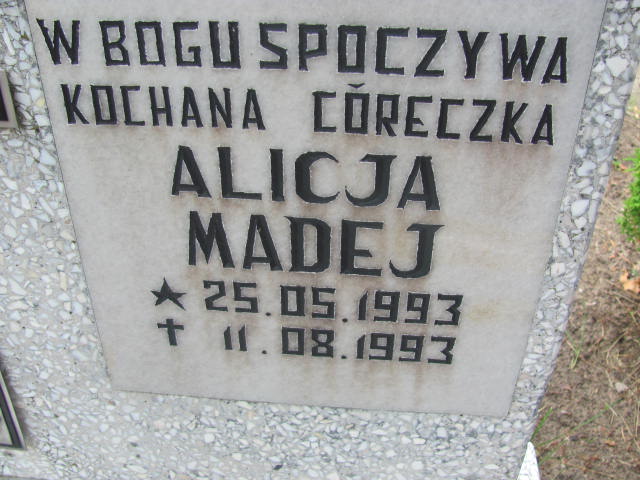 W BOGU SPOCZYWA
KOCHANA CÓRECZKA
ALICJA
MADEJ
★ 25.05.1993
✝ 11.08.1993